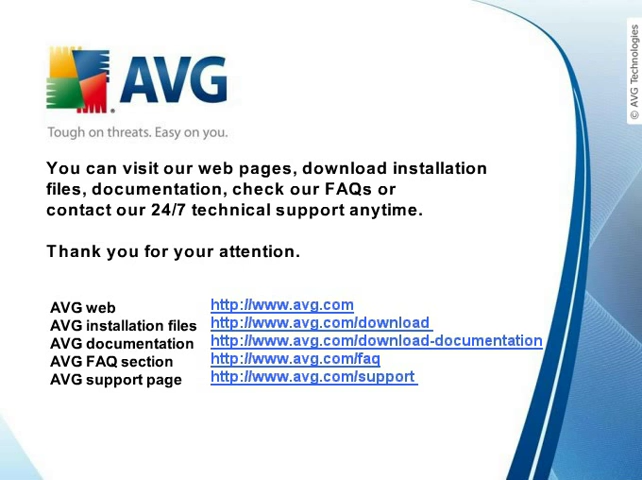 AVG
Tough on threats. Easy on you.
You can visit our web pages, download installation
files, documentation, check our FAQs or
contact our 24/7 technical support anytime.
Thank you for your attention.
AVG web http://www.avg.com
AVG installation files http://www.avg.com/download
AVG documentation http://www.avg.com/download-documentation
AVG FAQ section http://www.avg.com/faq
AVG support page http://www.avg.com/support
© AVG Technologies